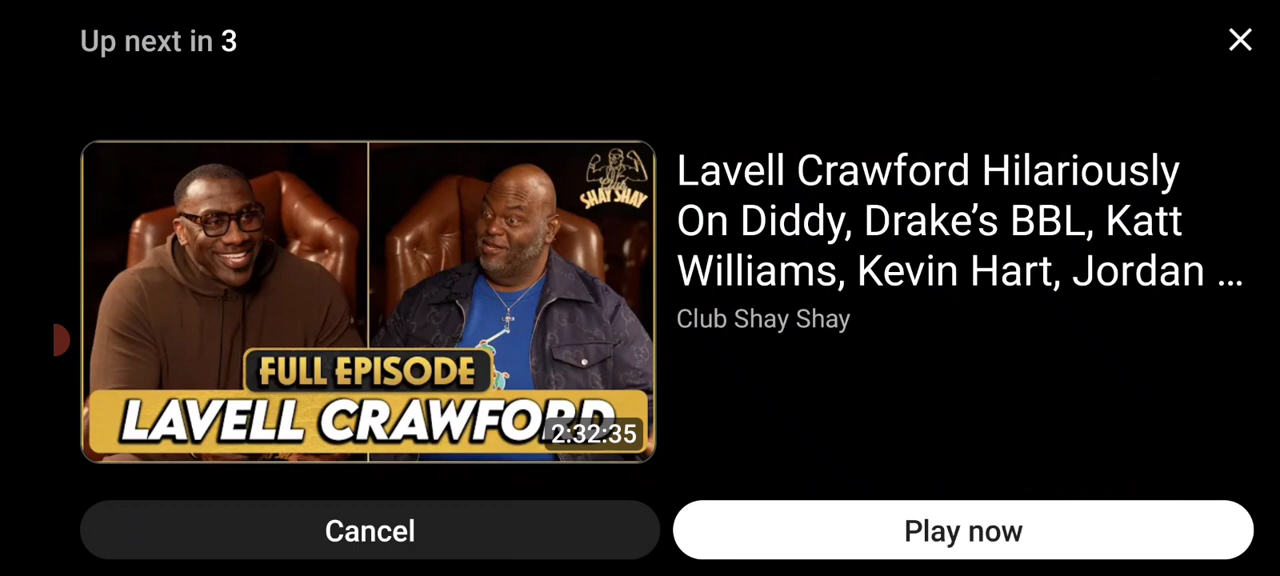 Up next in 3
SHAY SHAY
FULL EPISODE
LAVELL CRAWFORD
2:32:35
Lavell Crawford Hilariously
On Diddy, Drake’s BBL, Katt
Williams, Kevin Hart, Jordan ...
Club Shay Shay
Cancel
Play now